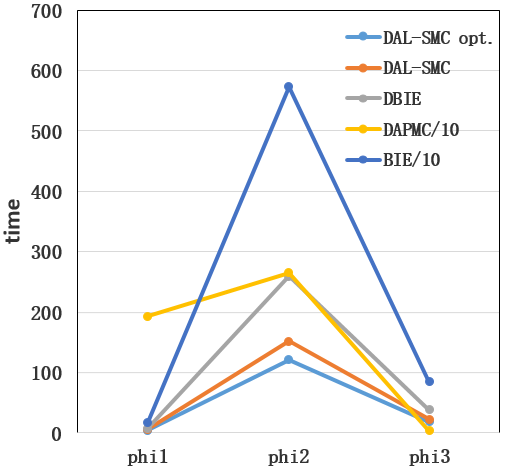 700
600
500
400
300
200
100
0
time
DAL-SMC opt.
DAL-SMC
DBIE
DAPMC/10
BIE/10
phi1 phi2 phi3